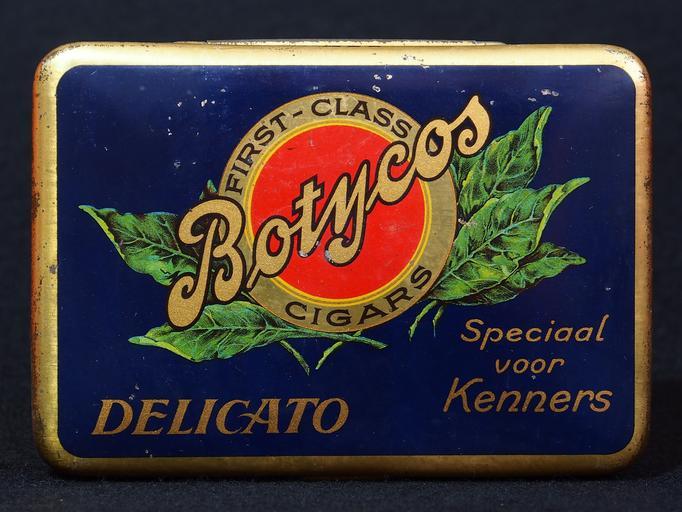 FIRST-CLASS
Botycos
CIGARS
Speciaal
voor
Kenners
DELICATO